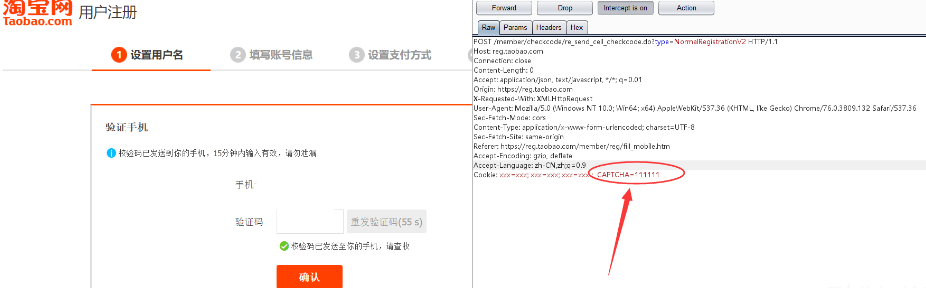 淘宝网
Taobao.com
用户注册
1 设置用户名
2 填写账号信息
3 设置支付方式
验证手机
校验码已发送到你的手机，15分钟内输入有效，请勿泄漏
手机
验证码
重发验证码(55 s)
校验码已发送至你的手机，请查收
确认
Forward
Drop
Intercept is on
Action
Raw
Params
Headers
Hex
POST /member/checkcode/re_send_cell_checkcode.do?type=NormalRegistrationV2 HTTP/1.1
Host: reg.taobao.com
Connection: close
Content-Length: 0
Accept: application/json, text/javascript, */*; q=0.01
Origin: https://reg.taobao.com
X-Requested-With: XMLHttpRequest
User-Agent: Mozilla/5.0 (Windows NT 10.0; Win64; x64) AppleWebKit/537.36 (KHTML, like Gecko) Chrome/76.0.3809.132 Safari/537.36
Sec-Fetch-Mode: cors
Content-Type: application/x-www-form-urlencoded; charset=UTF-8
Sec-Fetch-Site: same-origin
Referer: https://reg.taobao.com/member/reg/fill_mobile.htm
Accept-Encoding: gzip, deflate
Accept-Language: zh-CN,zh;q=0.9
Cookie: xxx=xxx; xxx=xxx; xxx=xxx; CAPTCHA=111111